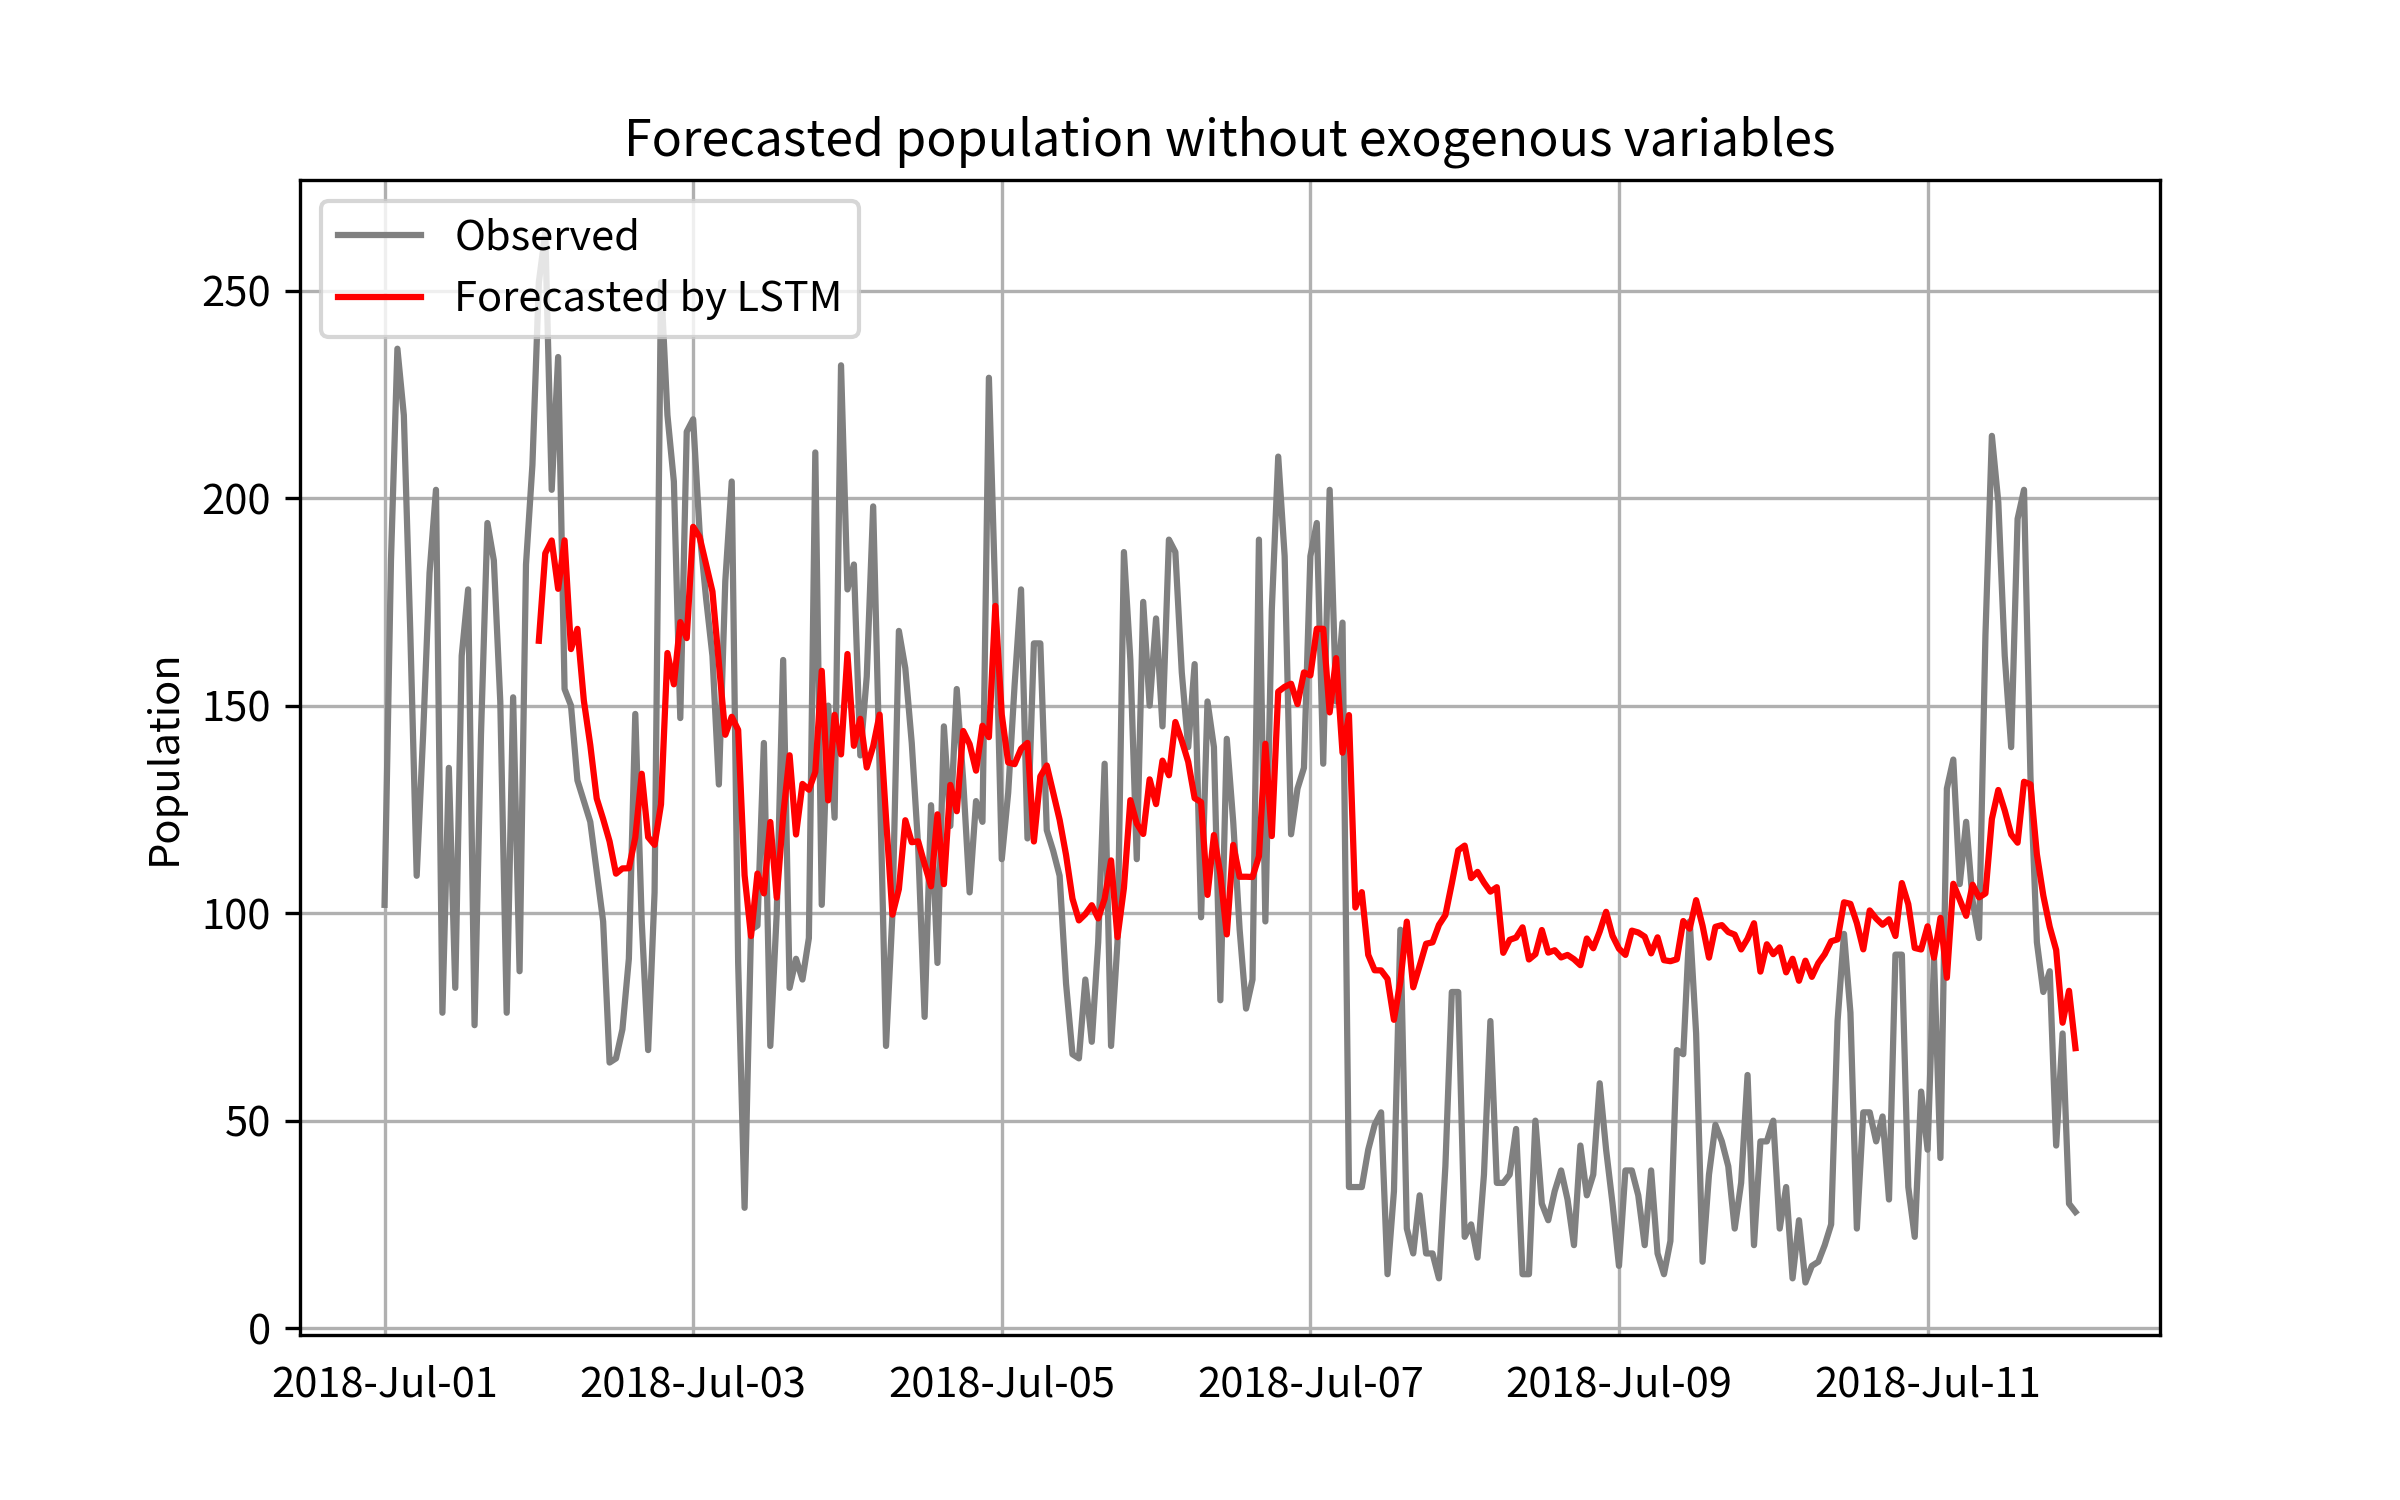 Forecasted population without exogenous variables
Observed
Forecasted by LSTM
Population
250
200
150
100
50
0
2018-Jul-01 2018-Jul-03 2018-Jul-05 2018-Jul-07 2018-Jul-09 2018-Jul-11